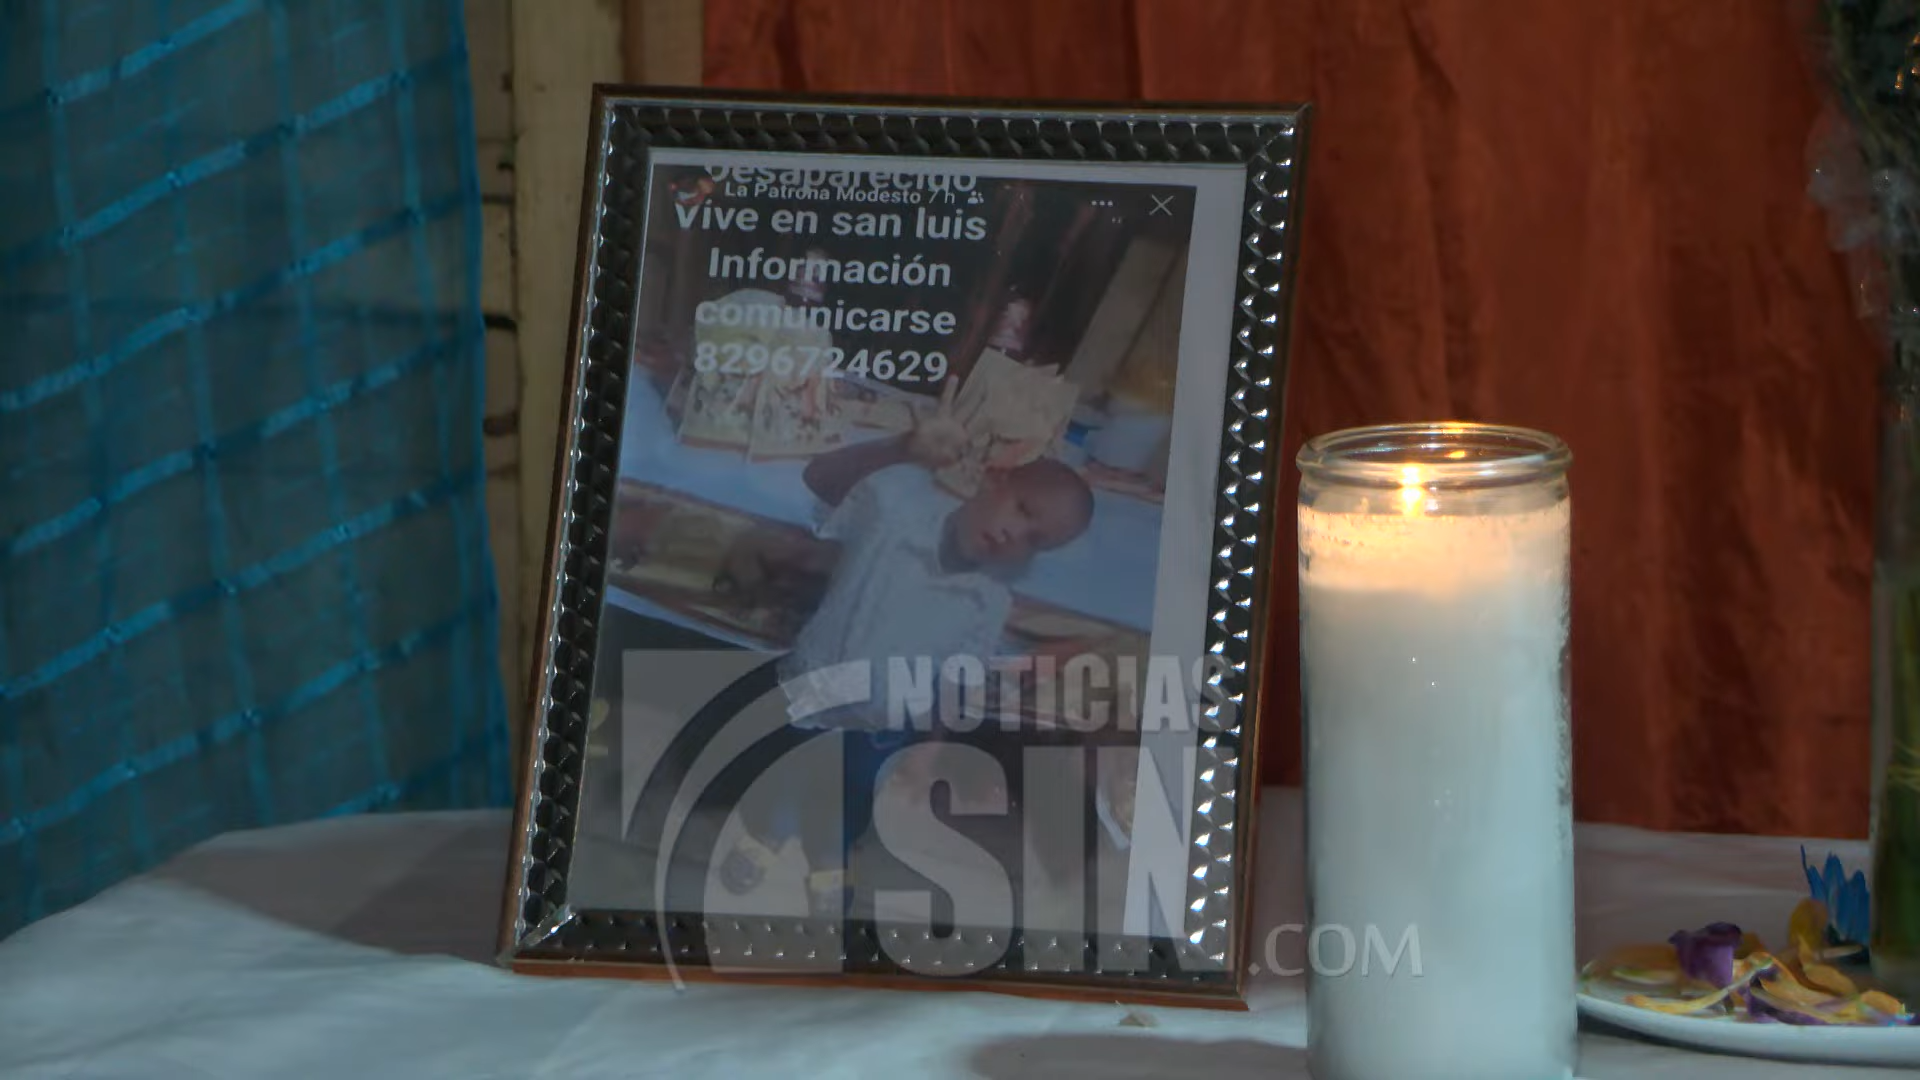 Desaparecido
La Patrona Modesto 7 h
Vive en san luis
Información
comunicarse
8296724629
NOTICIAS
SIN
.COM